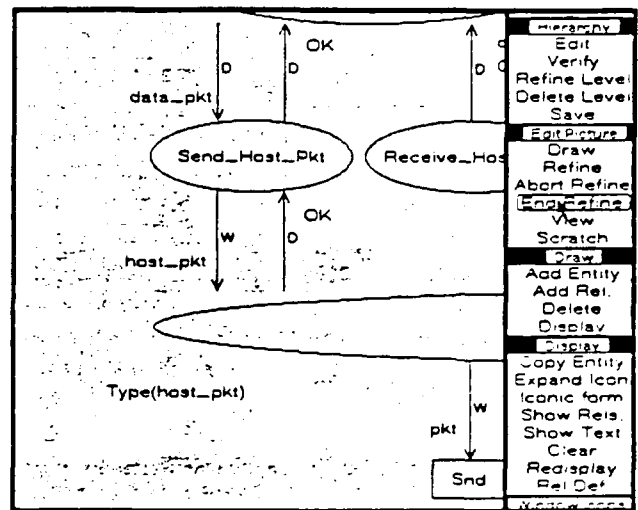 OK
D
D
D
data_pkt
Send_Host_Pkt
Receive_Hos
W
D
OK
host_pkt
Type(host_pkt)
pkt
W
Snd
Hierarchy
Edit
Verify
Refine Level
Delete Level
Save
Edit Picture
Draw
Refine
Abort Refine
End Refine
View
Scratch
Draw
Add Entity
Add Rel.
Delete
Display
Display
Copy Entity
Expand Icon
Iconic form
Show Rels.
Show Text
Clear
Redisplay
Rel Def